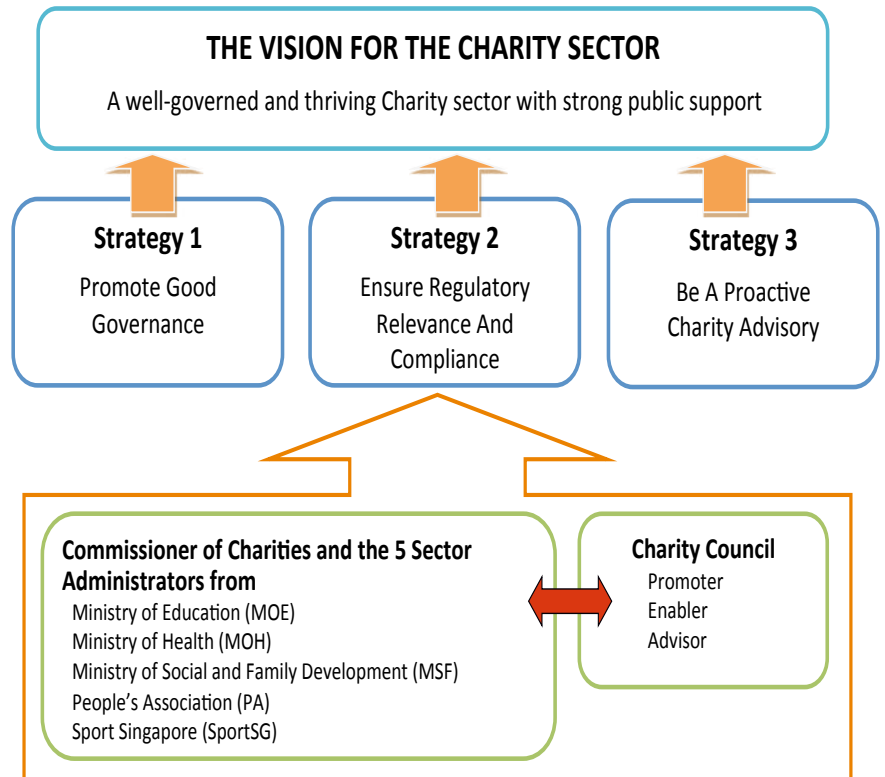 THE VISION FOR THE CHARITY SECTOR
A well-governed and thriving Charity sector with strong public support
Strategy 1
Promote Good
Governance
Strategy 2
Ensure Regulatory
Relevance And
Compliance
Strategy 3
Be A Proactive
Charity Advisory
Commissioner of Charities and the 5 Sector
Administrators from
Ministry of Education (MOE)
Ministry of Health (MOH)
Ministry of Social and Family Development (MSF)
People’s Association (PA)
Sport Singapore (SportSG)
Charity Council
Promoter
Enabler
Advisor